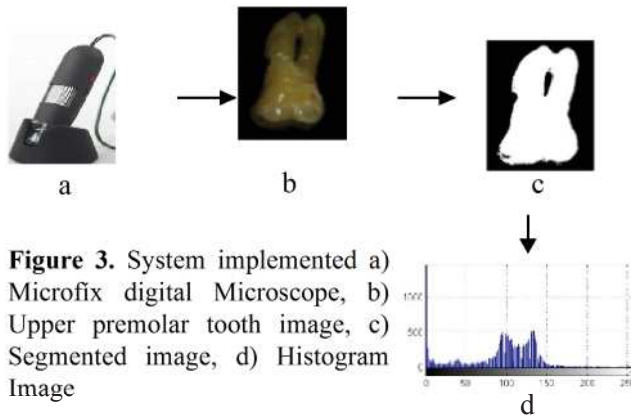 a
b
c
Figure 3. System implemented a)
Microfix digital Microscope, b)
Upper premolar tooth image, c)
Segmented image, d) Histogram
Image
1000
500
0
0 50 100 150 200
d